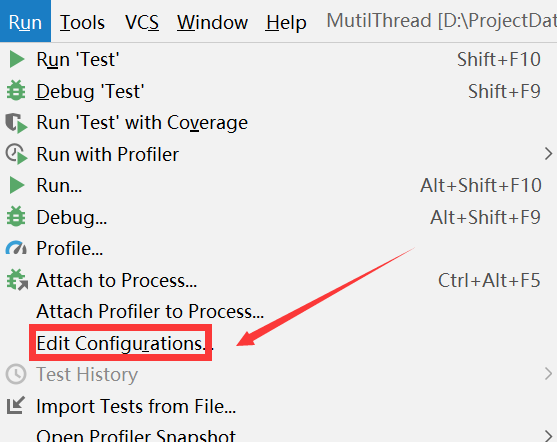 Run Tools VCS Window Help MutilThread [D:\ProjectDat
Run 'Test' Shift+F10
Debug 'Test' Shift+F9
Run 'Test' with Coverage
Run with Profiler
Run... Alt+Shift+F10
Debug... Alt+Shift+F9
Profile...
Attach to Process... Ctrl+Alt+F5
Attach Profiler to Process...
Edit Configurations...
Test History
Import Tests from File...
Open Profiler Snapshot